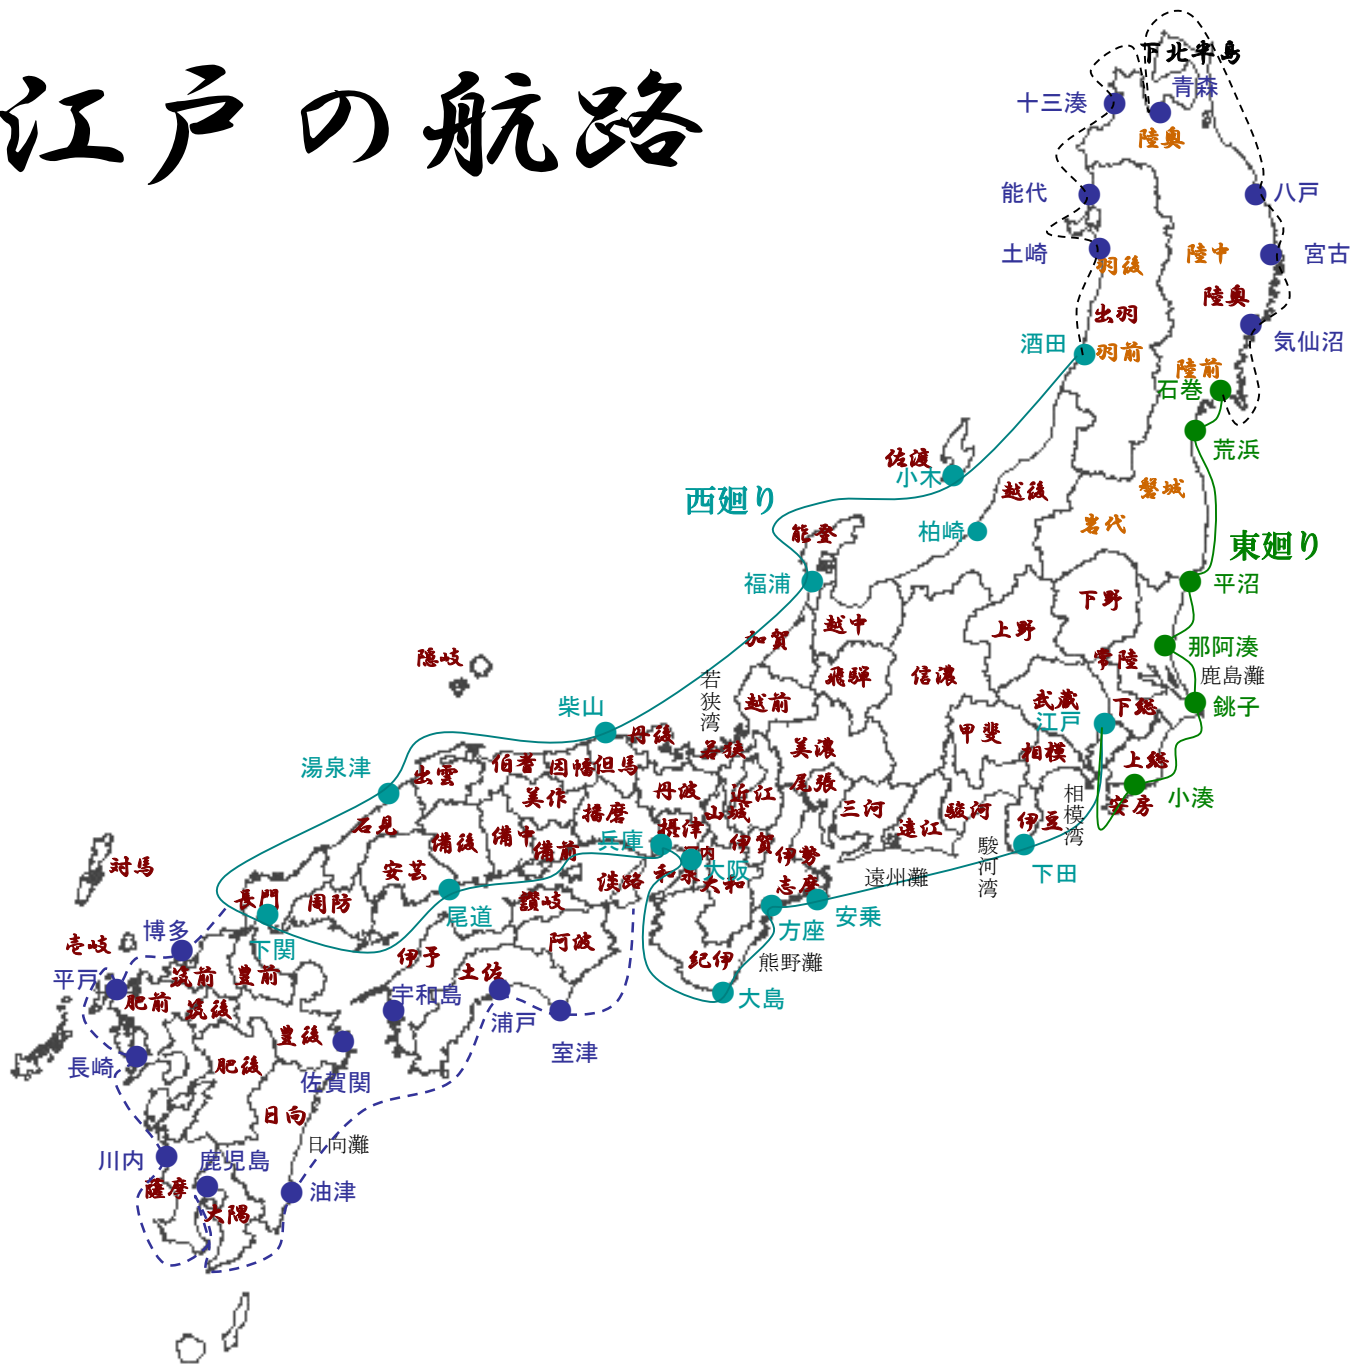 江戸の航路
下北半島
青森
十三湊
陸奥
能代
八戸
土崎
羽後
陸中
宮古
陸奥
出羽
酒田
羽前
気仙沼
陸前
石巻
荒浜
佐渡
小木
越後
磐城
西廻り
岩代
能登
柏崎
東廻り
福浦
平沼
下野
加賀
越中
上野
那阿湊
隠岐
常陸
鹿島灘
若狭湾
飛騨
信濃
越前
武蔵
下総
銚子
柴山
江戸
丹後
若狭
美濃
甲斐
相模
湯泉津
出雲
伯耆
因幡
但馬
上総
尾張
丹波
近江
美作
小湊
相模湾
安房
播磨
山城
三河
駿河
石見
摂津
伊豆
遠江
備後
備中
備前
兵庫
伊賀
河内
伊勢
駿河湾
対馬
安芸
大阪
和泉
大和
淡路
志摩
遠州灘
下田
長門
周防
讃岐
尾道
安乗
方座
博多
壱岐
下関
阿波
伊予
紀伊
熊野灘
平戸
筑前
豊前
土佐
肥前
宇和島
大島
筑後
浦戸
豊後
室津
長崎
肥後
佐賀関
日向
日向灘
川内
鹿児島
薩摩
油津
大隅